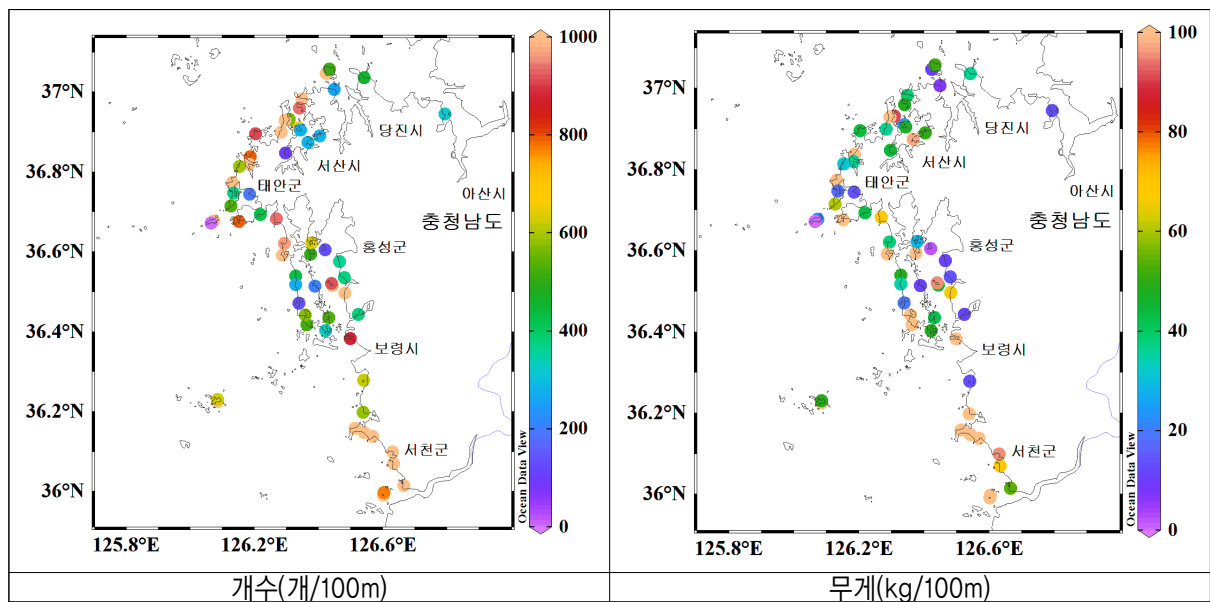 1000
800
600
400
200
0
37°N
36.8°N
36.6°N
36.4°N
36.2°N
36°N
125.8°E
126.2°E
126.6°E
당진시
서산시
아산시
태안군
충청남도
홍성군
보령시
서천군
Ocean Data View
개수(개/100m)
100
80
60
40
20
0
37°N
36.8°N
36.6°N
36.4°N
36.2°N
36°N
125.8°E
126.2°E
126.6°E
당진시
서산시
아산시
태안군
충청남도
홍성군
보령시
서천군
Ocean Data View
무게(kg/100m)